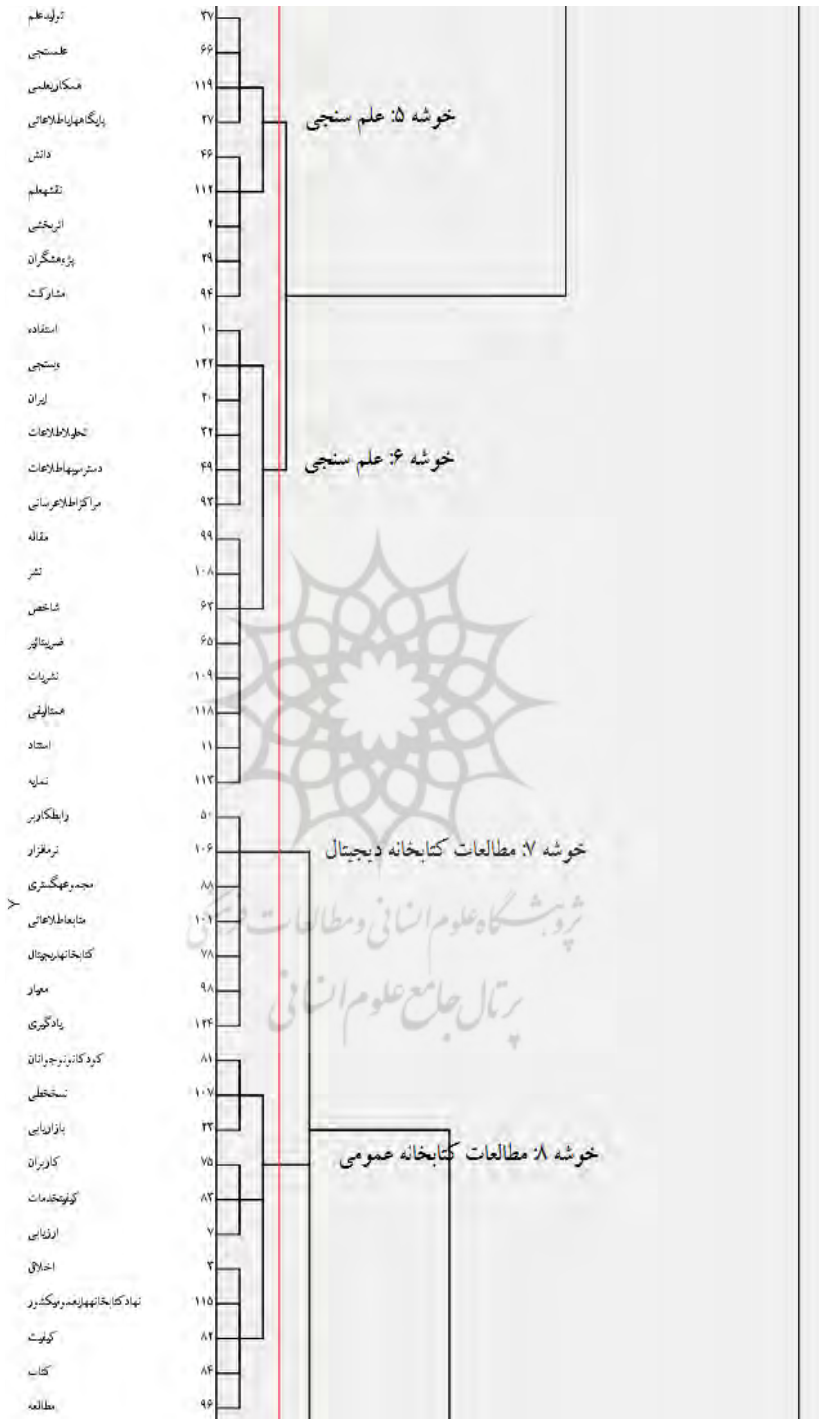 تولیدعلم ۳۷
علمسنجی ۶۶
همکاریعلمی ۱۱۹
پایگاههایاطلاعاتی ۲۷
خوشه ۵: علم سنجی
دانش ۴۶
نقشهعلم ۱۱۲
اثربخشی ۲
پژوهشگران ۲۹
مشارکت ۹۴
استفاده ۱۰
وبسنجی ۱۲۲
ایران ۲۰
تحلیلاطلاعات ۳۲
دسترسیبهاطلاعات ۴۹
خوشه ۶: علم سنجی
مراکزاطلاعرسانی ۹۳
مقاله ۹۹
نشر ۱۰۸
شاخص ۶۳
ضریبتاثیر ۶۵
نشریات ۱۰۹
همتالیفی ۱۱۸
استناد ۱۱
نمایه ۱۱۳
رابطکاربر ۵۰
نرمافزار ۱۰۶
خوشه ۷: مطالعات کتابخانه دیجیتال
مجموعهگستری ۸۸
منابعاطلاعاتی ۱۰۱
پژوهشگاه علوم انسانی و مطالعات فرهنگی
کتابخانهدیجیتال ۷۸
معیار ۹۸
پرتال جامع علوم انسانی
یادگیری ۱۲۴
کودکانونوجوانان ۸۱
نسخخطی ۱۰۷
بازاریابی ۲۳
کاربران ۷۵
خوشه ۸: مطالعات کتابخانه عمومی
کیفیتخدمات ۸۳
ارزیابی ۷
اخلاق ۳
نهادکتابخانههایعمومیکشور ۱۱۵
کیفیت ۸۲
کتاب ۸۴
مطالعه ۹۶
Y